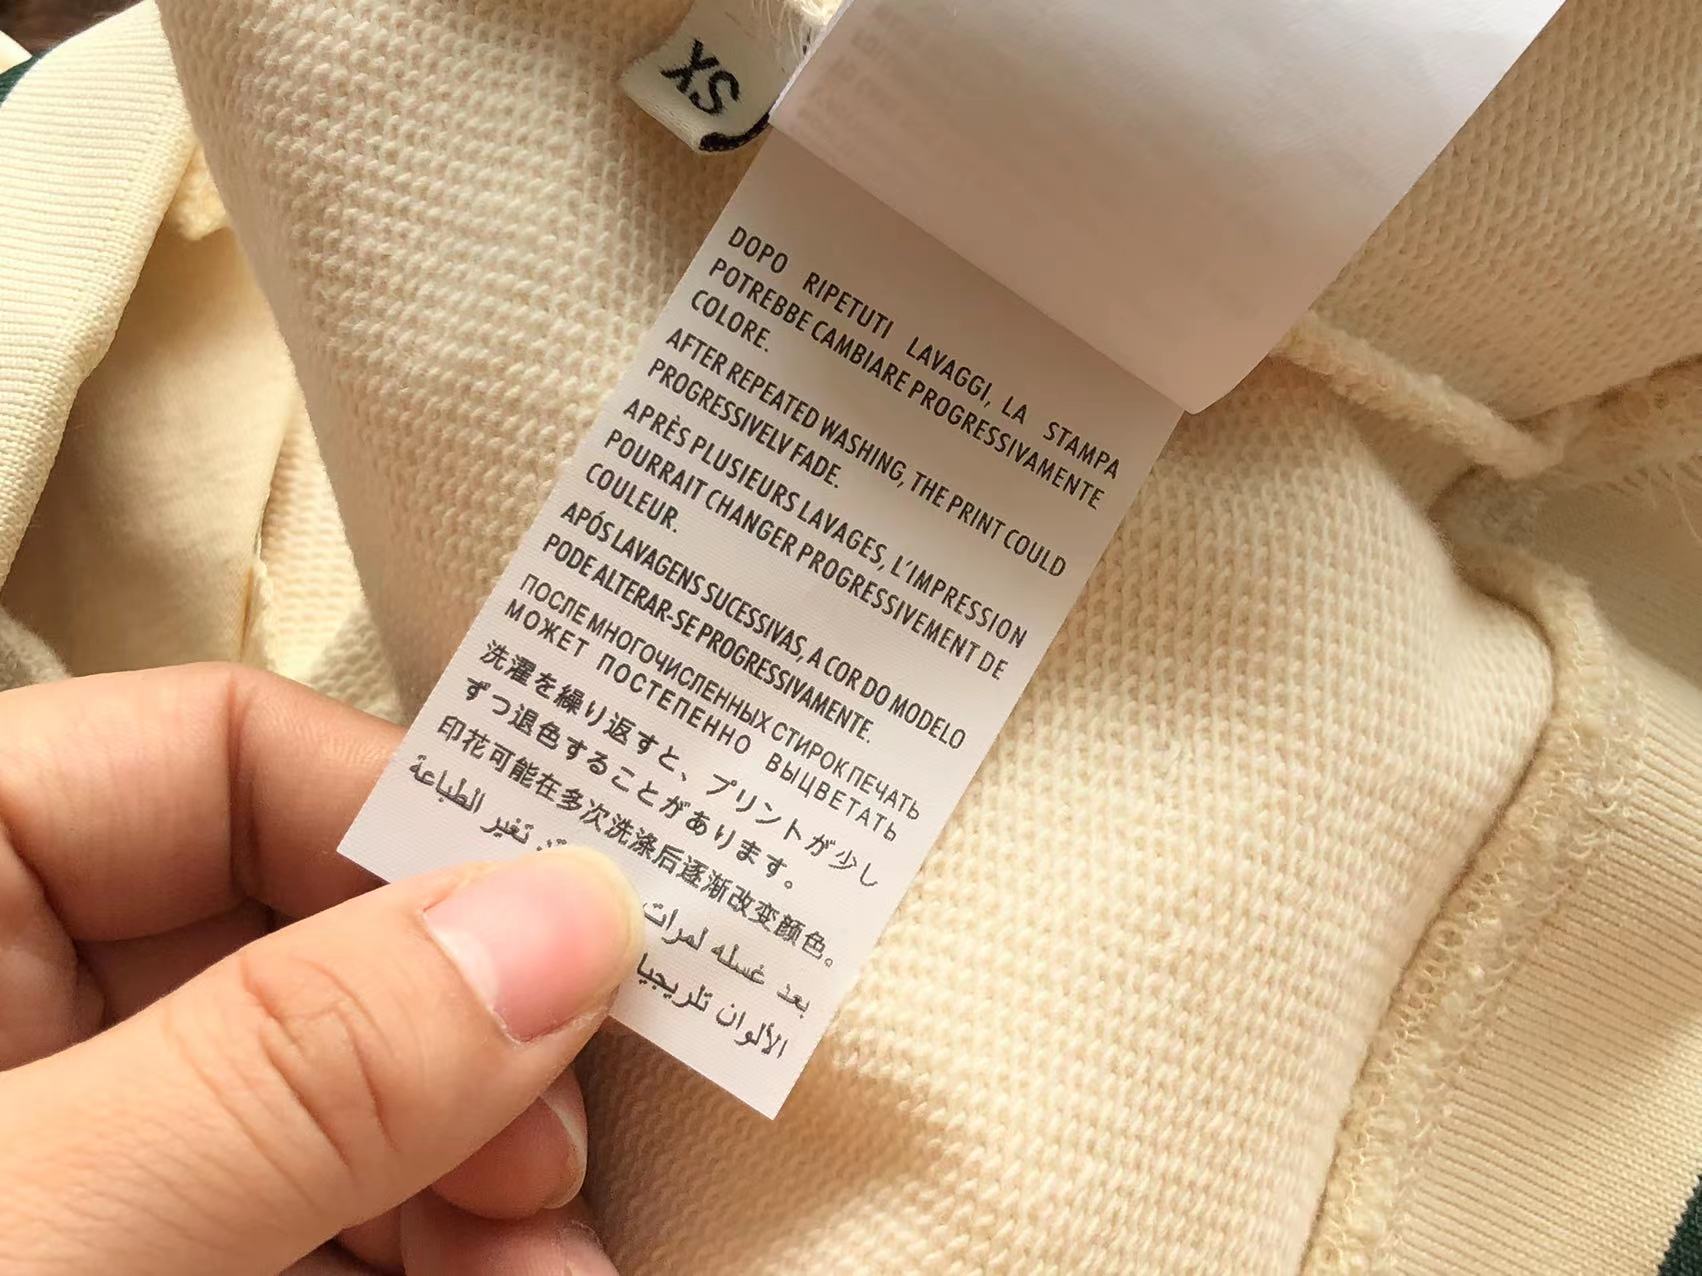 XS
DOPO RIPETUTI LAVAGGI, LA STAMPA
POTREBBE CAMBIARE PROGRESSIVAMENTE
COLORE.
AFTER REPEATED WASHING, THE PRINT COULD
PROGRESSIVELV FADE.
APRÈS PLUSIEURS LAVAGES, L'IMPRESSION
POURRAIT CHANGER PROGRESSIVEMENT DE
COULEUR.
APÓS LAVAGENS SUCESSIVAS, A COR DO MODELO
PODE ALTERAR-SE PROGRESSIVAMENTE.
ПОСЛЕ МНОГОЧИСЛЕННЫХ СТИРОК ПЕЧАТЬ
МОЖЕТ ПОСТЕПЕННО ВЫЦВЕТАТЬ
洗濯を繰り返すと、プリントが少し
ずつ退色することがあります。
印花可能在多次洗涤后逐渐改变颜色。
بعد غسله لمرات تغير الطباعة
الألوان تلريجيا